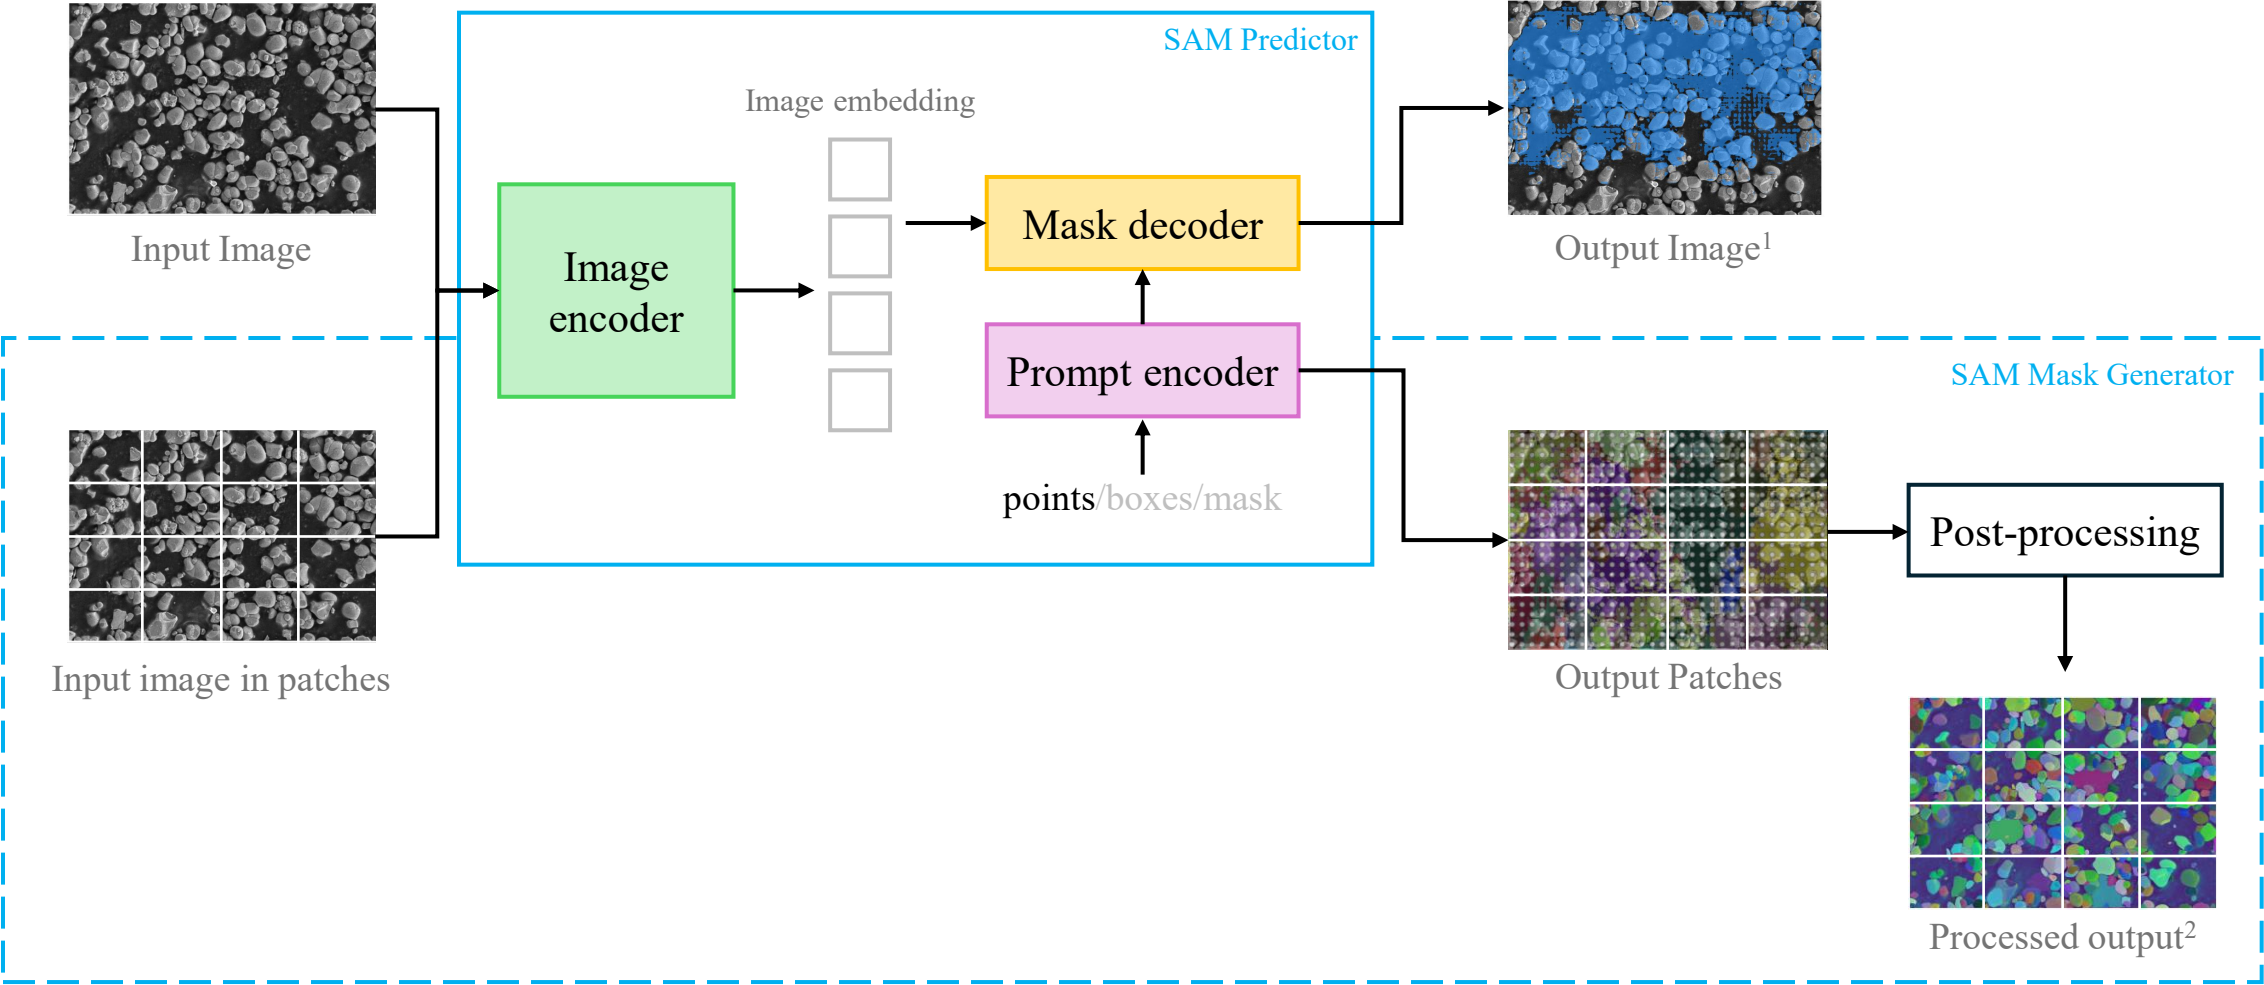 SAM Predictor
Image embedding
Input Image
Image
encoder
Mask decoder
Output Image¹
Prompt encoder
SAM Mask Generator
points/boxes/mask
Input image in patches
Output Patches
Post-processing
Processed output²